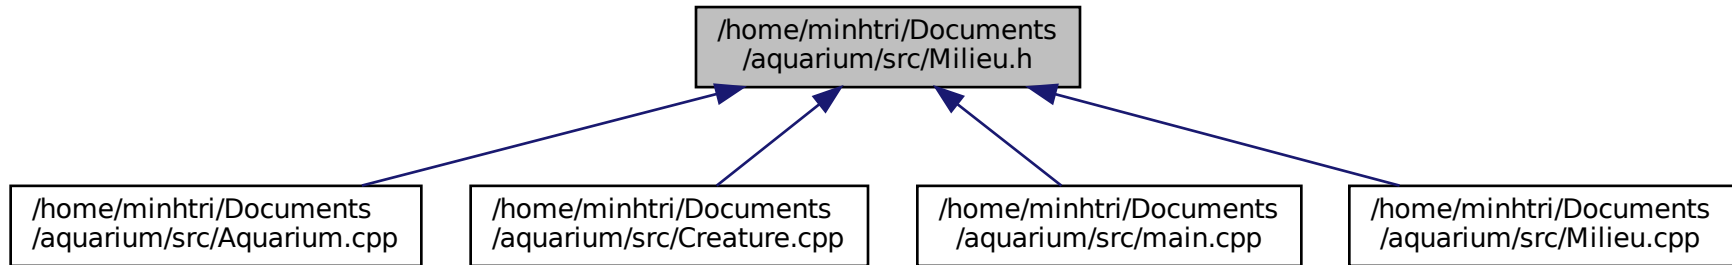 /home/minhtri/Documents
/aquarium/src/Milieu.h
/home/minhtri/Documents
/aquarium/src/Aquarium.cpp
/home/minhtri/Documents
/aquarium/src/Creature.cpp
/home/minhtri/Documents
/aquarium/src/main.cpp
/home/minhtri/Documents
/aquarium/src/Milieu.cpp